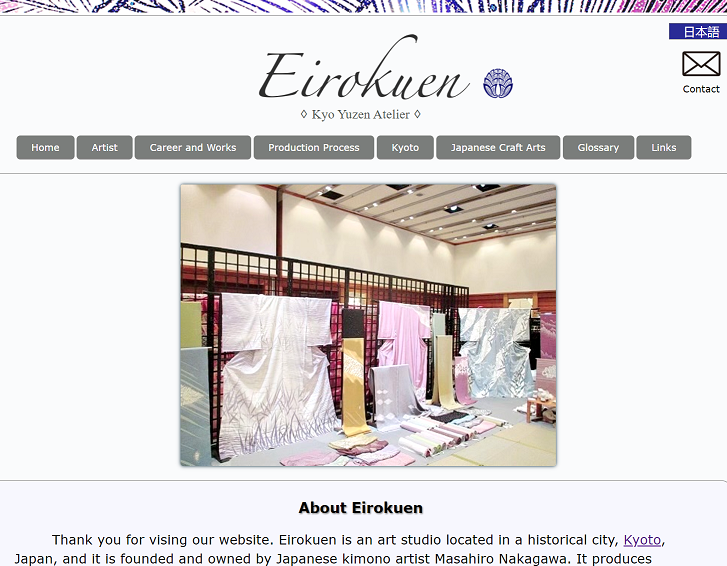 日本語
Eirokuen
◊ Kyo Yuzen Atelier ◊
Contact
Home Artist Career and Works Production Process Kyoto Japanese Craft Arts Glossary Links
About Eirokuen
Thank you for vising our website. Eirokuen is an art studio located in a historical city, Kyoto,
Japan, and it is founded and owned by Japanese kimono artist Masahiro Nakagawa. It produces